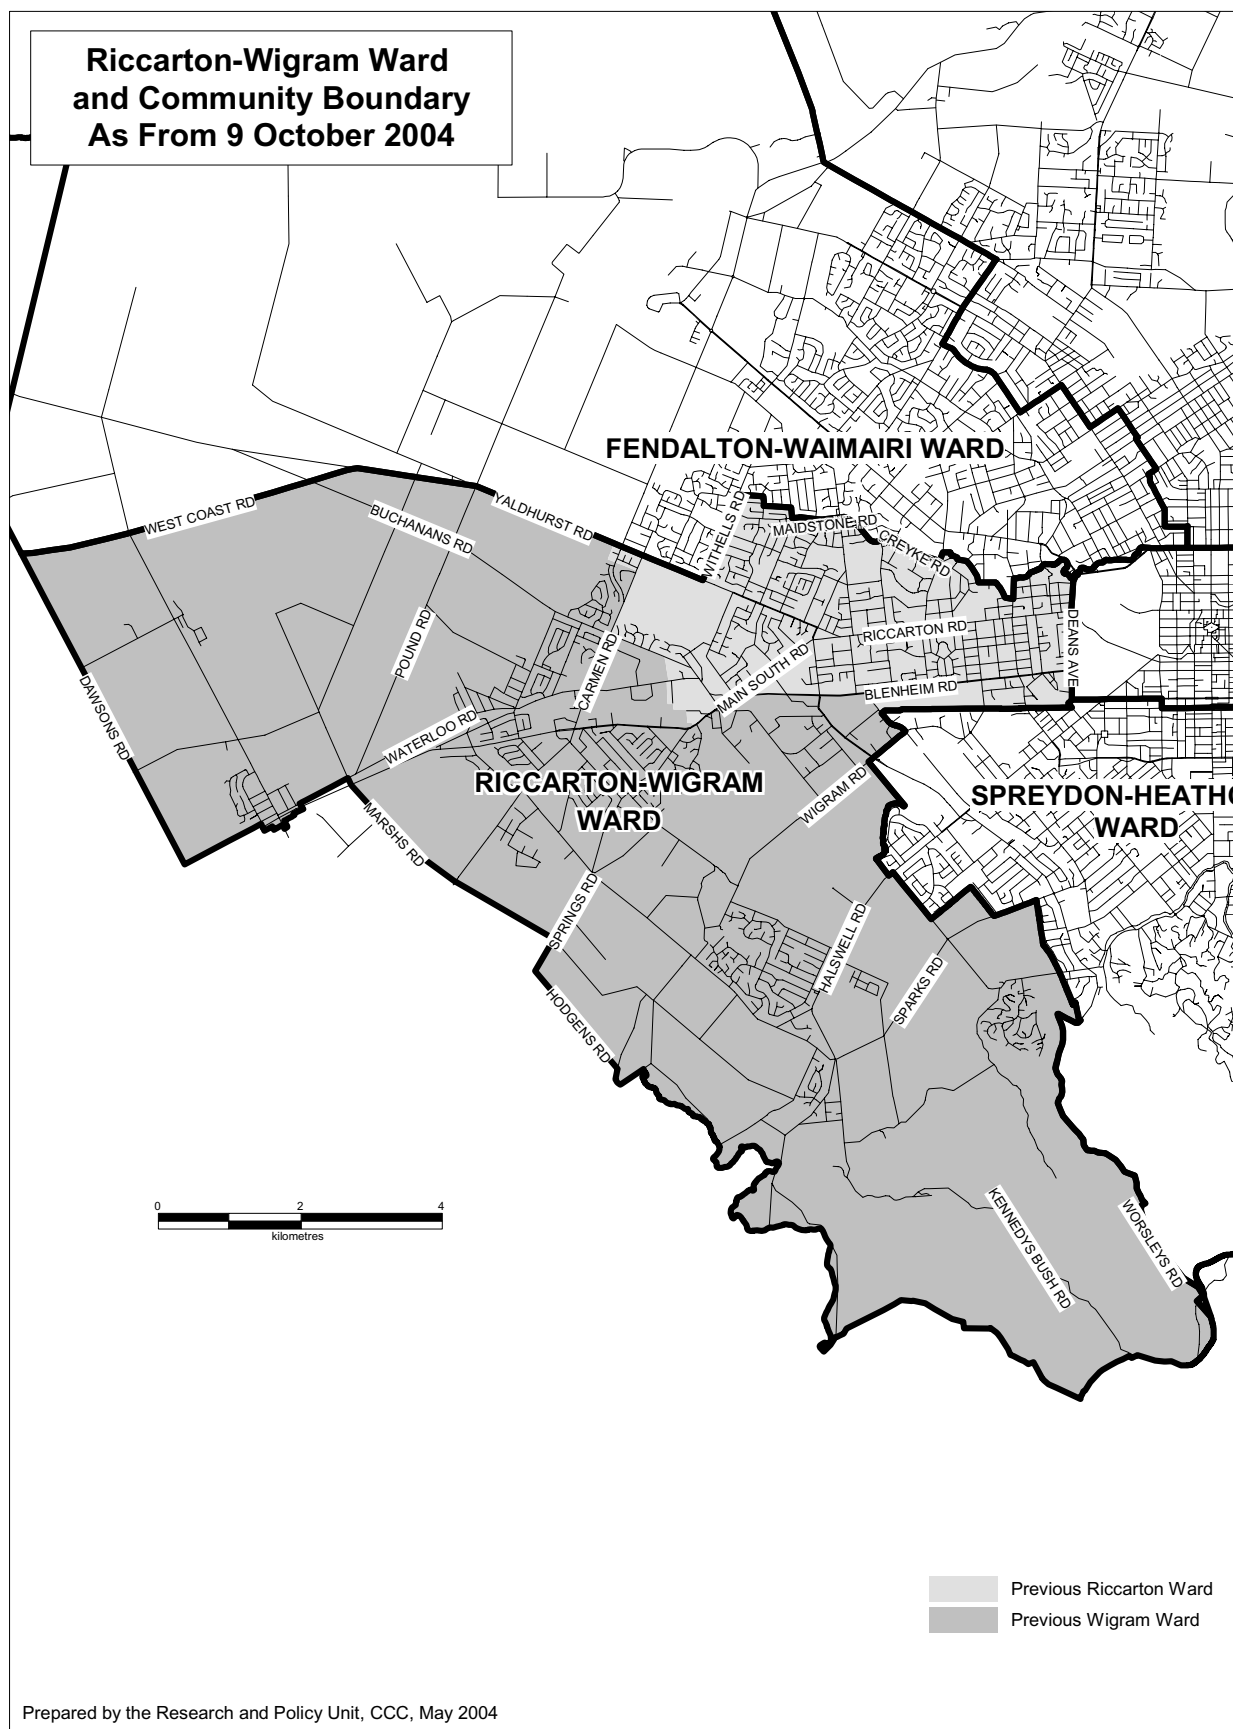 Riccarton-Wigram Ward
and Community Boundary
As From 9 October 2004
FENDALTON-WAIMAIRI WARD
WEST COAST RD
BUCHANANS RD
YALDHURST RD
WITHELLS RD
MAIDSTONE RD
CREYKE RD
DEANS AVE
RICCARTON RD
POUND RD
CARMEN RD
MAIN SOUTH RD
BLENHEIM RD
DAWSONS RD
WATERLOO RD
RICCARTON-WIGRAM
WARD
WIGRAM RD
SPREYDON-HEATHC
WARD
MARSHS RD
SPRINGS RD
HALSWELL RD
SPARKS RD
HODGENS RD
0 2 4
kilometres
KENNEDYS BUSH RD
WORSLEYS RD
Previous Riccarton Ward
Previous Wigram Ward
Prepared by the Research and Policy Unit, CCC, May 2004